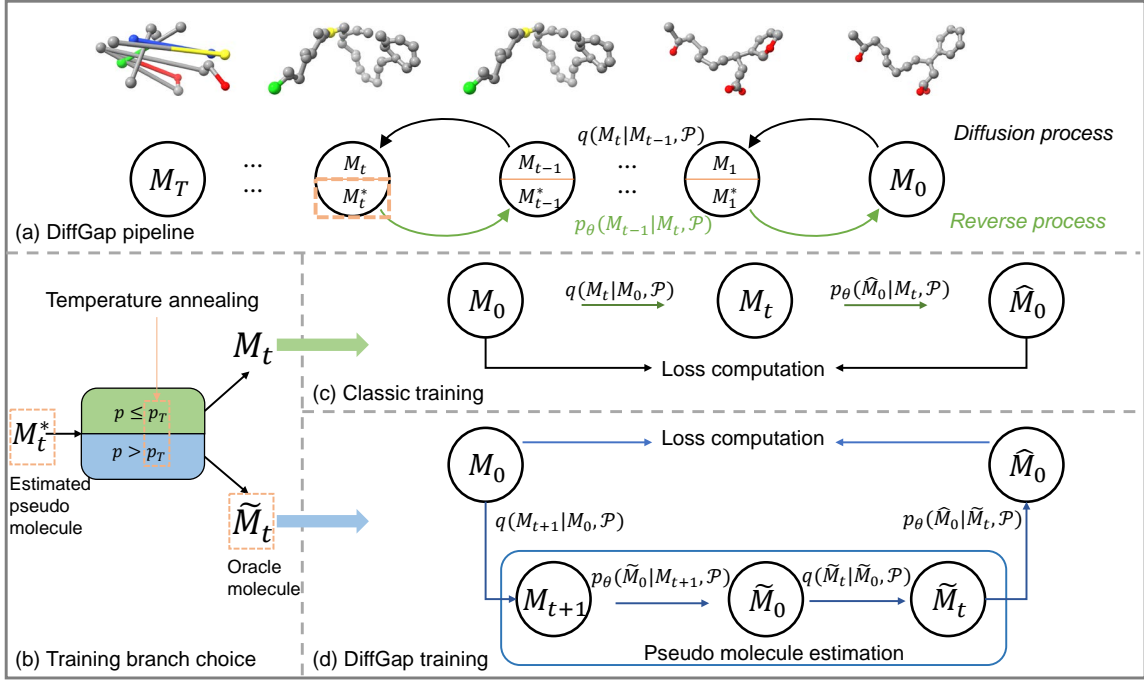 q(M_t|M_{t-1}, 𝒫)
Diffusion process
M_T
...
...
M_t
M_t^*
M_{t-1}
M_{t-1}^*
...
...
M_1
M_1^*
M_0
p_θ(M_{t-1}|M_t, 𝒫)
Reverse process
(a) DiffGap pipeline
Temperature annealing
M_t
p ≤ p_T
M_t^*
p > p_T
Estimated
pseudo
molecule
M̃_t
Oracle
molecule
(b) Training branch choice
M_0
q(M_t|M_0, 𝒫)
M_t
p_θ(M̂_0|M_t, 𝒫)
M̂_0
Loss computation
(c) Classic training
M_0
Loss computation
M̂_0
q(M_{t+1}|M_0, 𝒫)
p_θ(M̂_0|M̃_t, 𝒫)
M_{t+1}
p_θ(M̃_0|M_{t+1}, 𝒫)
M̃_0
q(M̃_t|M̃_0, 𝒫)
M̃_t
Pseudo molecule estimation
(d) DiffGap training